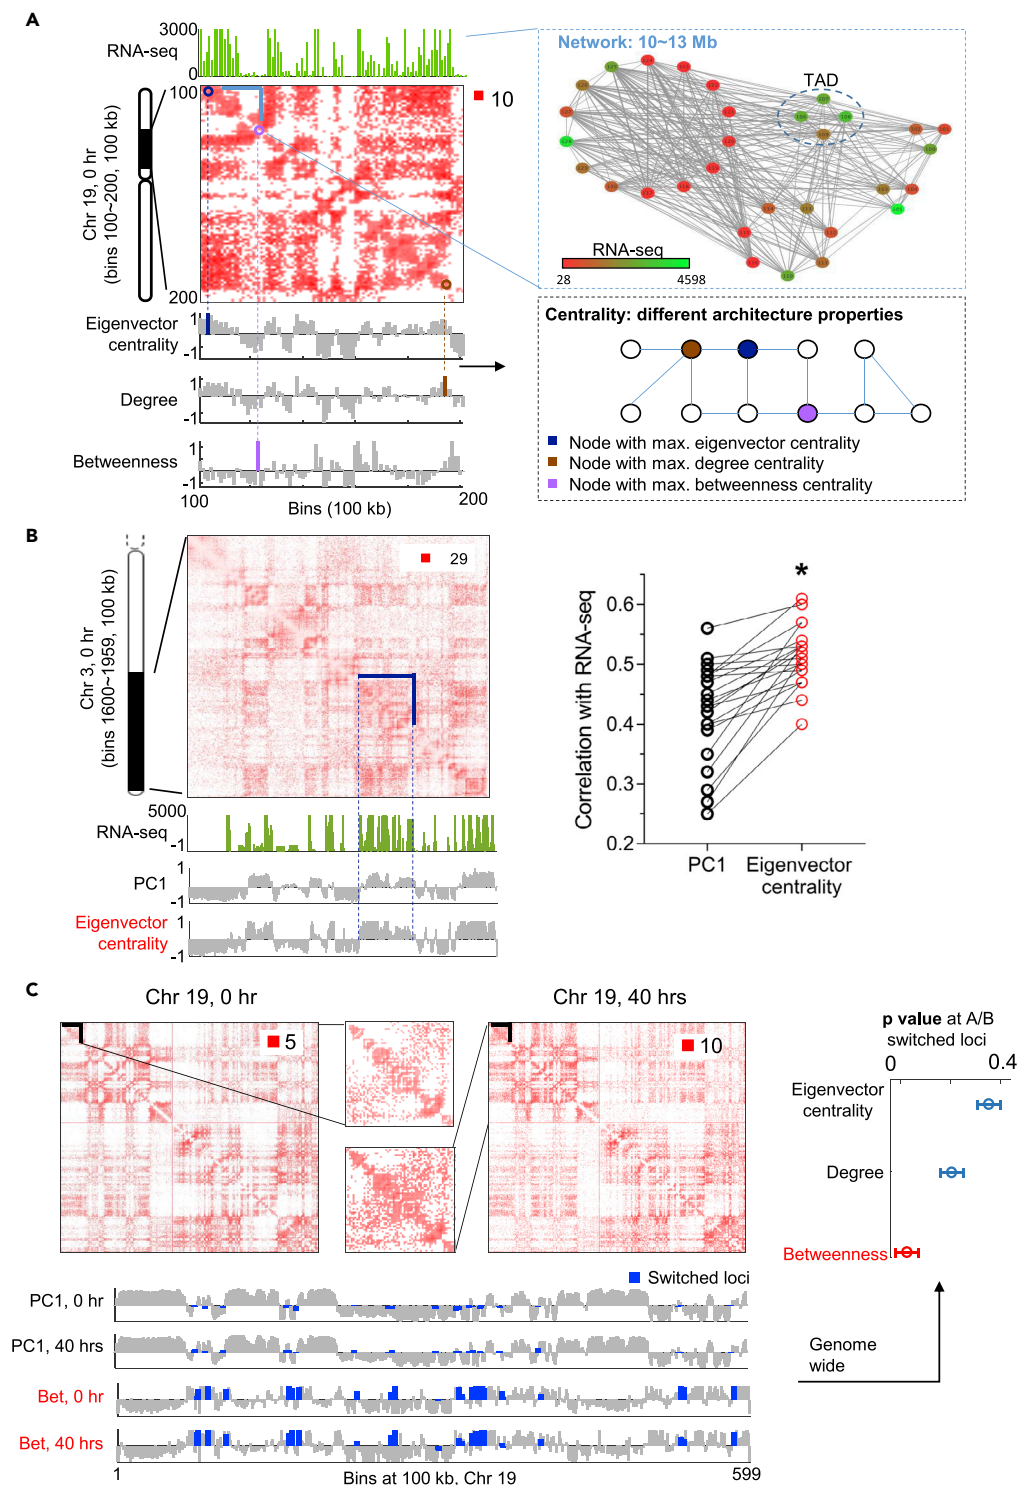 A
3000
RNA-seq
0
100
10
Chr 19, 0 hr
(bins 100~200, 100 kb)
200
Network: 10~13 Mb
TAD
RNA-seq
28
4598
Eigenvector
centrality
1
-1
Degree
1
-1
Betweenness
1
-1
100
200
Bins (100 kb)
Centrality: different architecture properties
Node with max. eigenvector centrality
Node with max. degree centrality
Node with max. betweenness centrality
B
29
Chr 3, 0 hr
(bins 1600~1959, 100 kb)
5000
RNA-seq
-1
1
PC1
-1
Eigenvector
centrality
1
-1
*
Correlation with RNA-seq
0.6
0.5
0.4
0.3
0.2
PC1
Eigenvector
centrality
C
Chr 19, 0 hr
Chr 19, 40 hrs
5
10
p value at A/B
switched loci
0
0.4
Eigenvector
centrality
Degree
Betweenness
Genome
wide
Switched loci
PC1, 0 hr
PC1, 40 hrs
Bet, 0 hr
Bet, 40 hrs
1
Bins at 100 kb, Chr 19
599